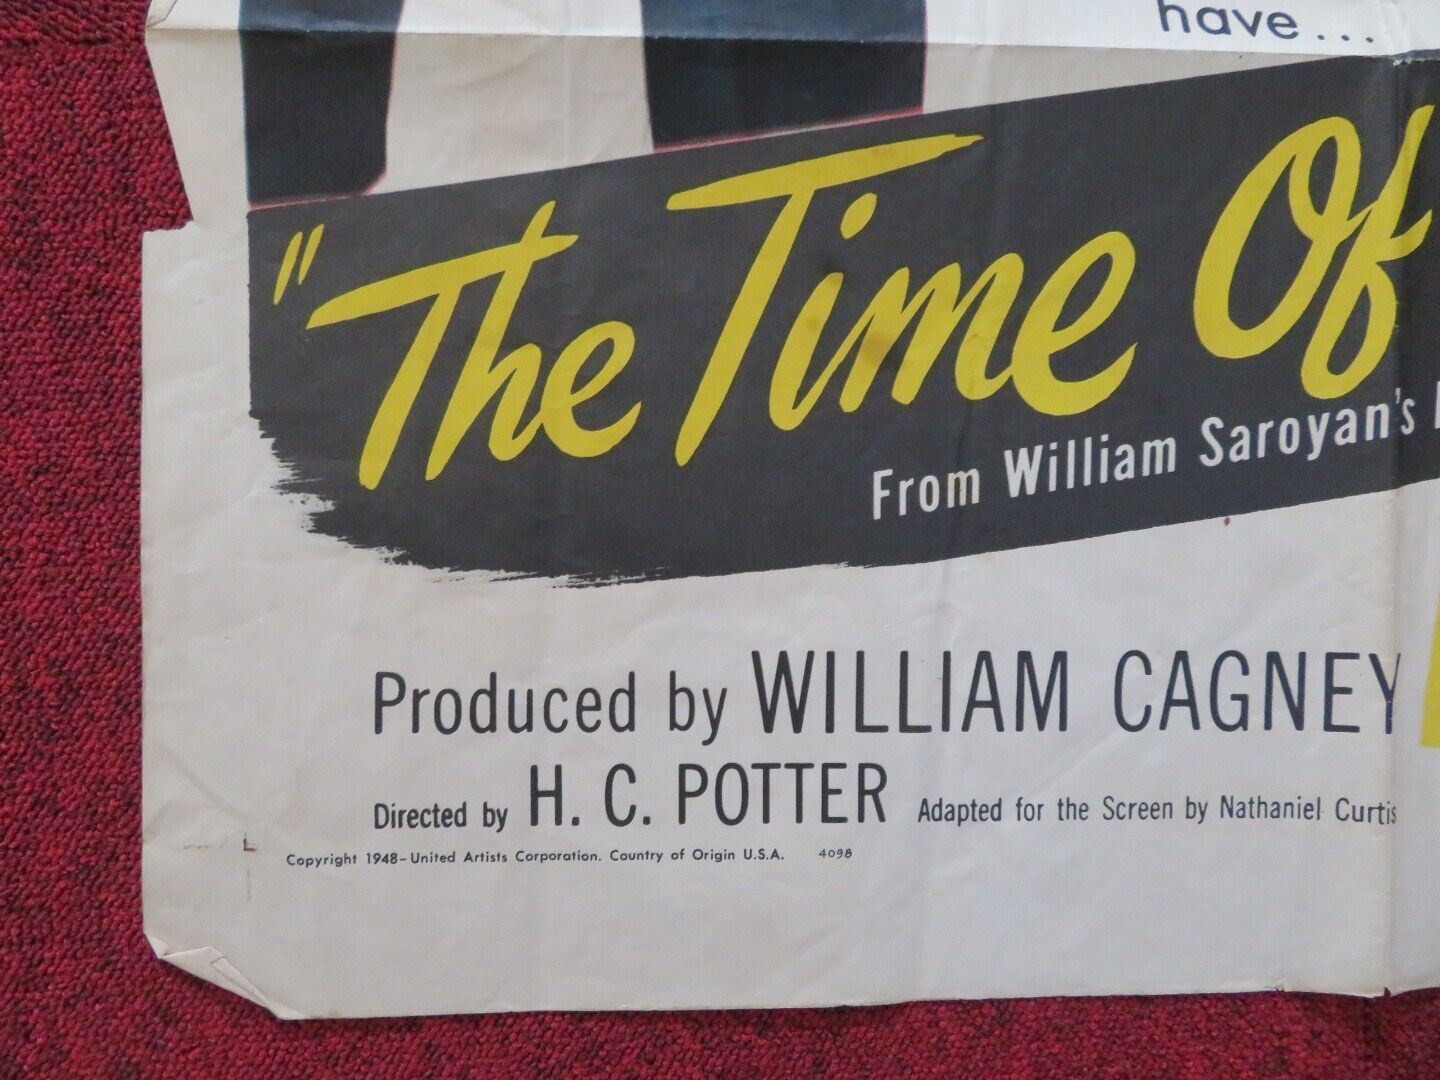 have...
"The Time Of
From William Saroyan's
Produced by WILLIAM CAGNEY
Directed by H. C. POTTER Adapted for the Screen by Nathaniel Curtis
Copyright 1948-United Artists Corporation. Country of Origin U.S.A. 4098